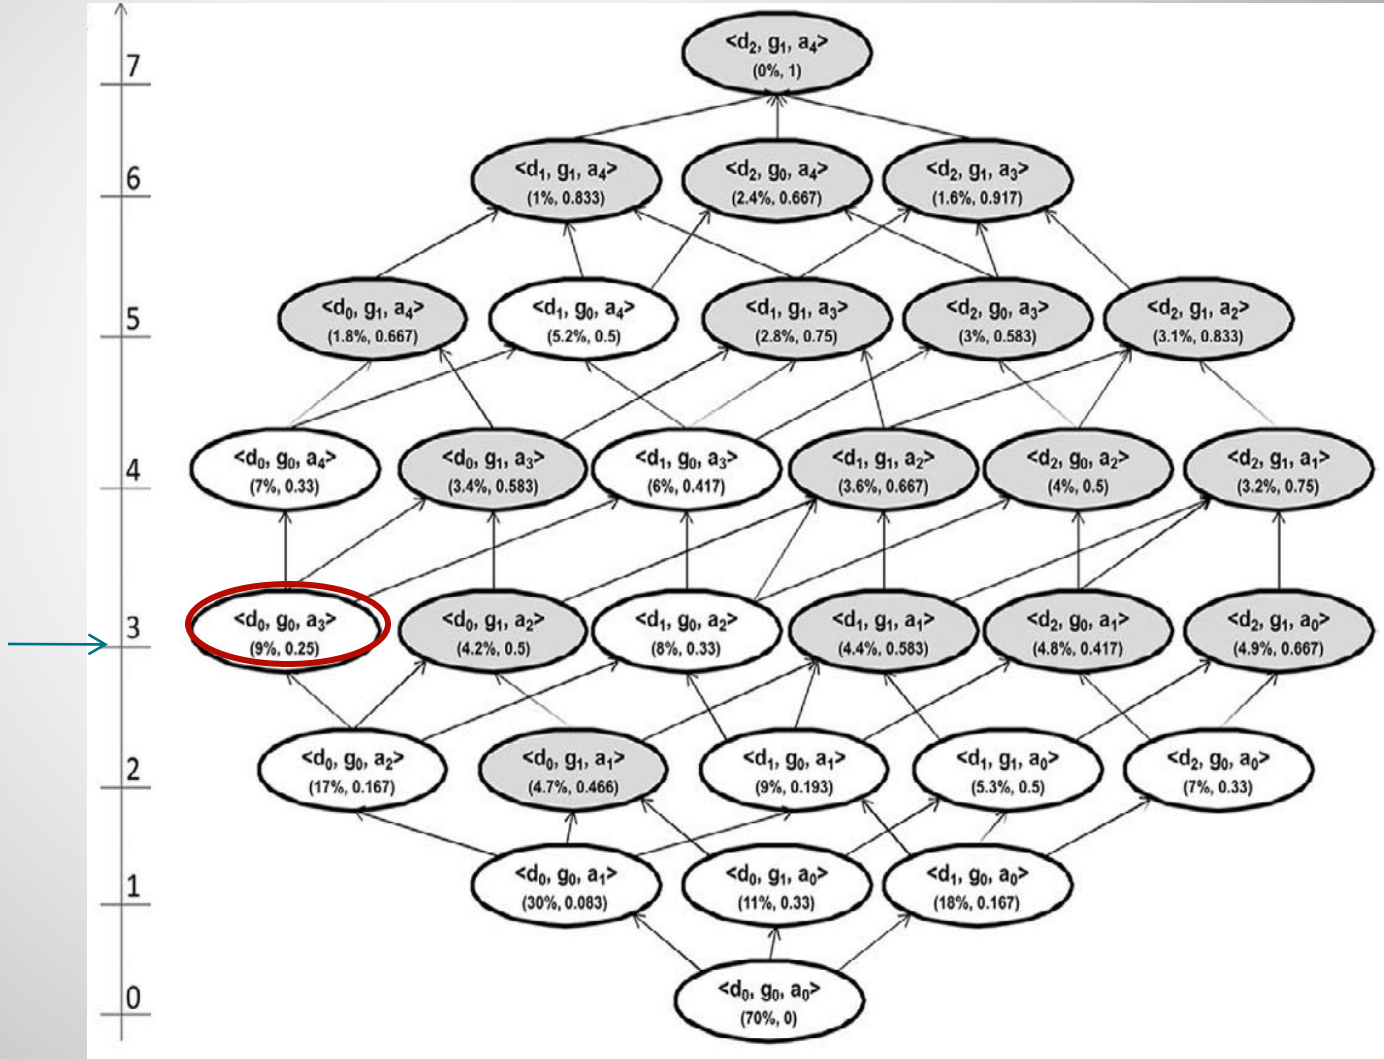 7
<d₂, g₁, a₄>
(0%, 1)
6
<d₁, g₁, a₄>
(1%, 0.833)
<d₂, g₀, a₄>
(2.4%, 0.667)
<d₂, g₁, a₃>
(1.6%, 0.917)
5
<d₀, g₁, a₄>
(1.8%, 0.667)
<d₁, g₀, a₄>
(5.2%, 0.5)
<d₁, g₁, a₃>
(2.8%, 0.75)
<d₂, g₀, a₃>
(3%, 0.583)
<d₂, g₁, a₂>
(3.1%, 0.833)
4
<d₀, g₀, a₄>
(7%, 0.33)
<d₀, g₁, a₃>
(3.4%, 0.583)
<d₁, g₀, a₃>
(6%, 0.417)
<d₁, g₁, a₂>
(3.6%, 0.667)
<d₂, g₀, a₂>
(4%, 0.5)
<d₂, g₁, a₁>
(3.2%, 0.75)
3
<d₀, g₀, a₃>
(9%, 0.25)
<d₀, g₁, a₂>
(4.2%, 0.5)
<d₁, g₀, a₂>
(8%, 0.33)
<d₁, g₁, a₁>
(4.4%, 0.583)
<d₂, g₀, a₁>
(4.8%, 0.417)
<d₂, g₁, a₀>
(4.9%, 0.667)
2
<d₀, g₀, a₂>
(17%, 0.167)
<d₀, g₁, a₁>
(4.7%, 0.466)
<d₁, g₀, a₁>
(9%, 0.193)
<d₁, g₁, a₀>
(5.3%, 0.5)
<d₂, g₀, a₀>
(7%, 0.33)
1
<d₀, g₀, a₁>
(30%, 0.083)
<d₀, g₁, a₀>
(11%, 0.33)
<d₁, g₀, a₀>
(18%, 0.167)
0
<d₀, g₀, a₀>
(70%, 0)